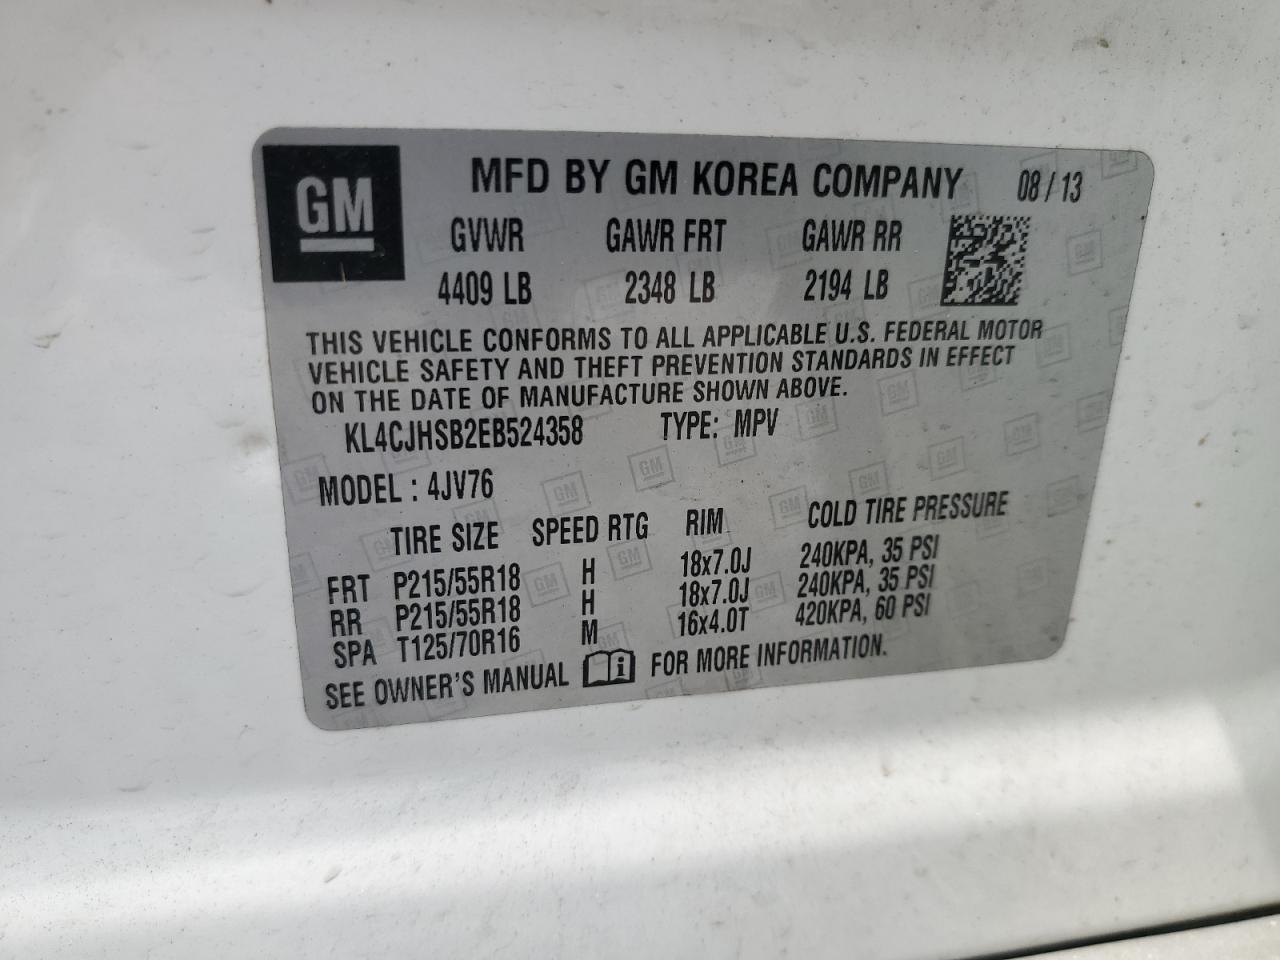 GM
MFD BY GM KOREA COMPANY 08 / 13
GVWR GAWR FRT GAWR RR
4409 LB 2348 LB 2194 LB
THIS VEHICLE CONFORMS TO ALL APPLICABLE U.S. FEDERAL MOTOR
VEHICLE SAFETY AND THEFT PREVENTION STANDARDS IN EFFECT
ON THE DATE OF MANUFACTURE SHOWN ABOVE.
KL4CJHSB2EB524358 TYPE: MPV
MODEL : 4JV76
TIRE SIZE SPEED RTG RIM COLD TIRE PRESSURE
FRT P215/55R18 H 18x7.0J 240KPA, 35 PSI
RR P215/55R18 H 18x7.0J 240KPA, 35 PSI
SPA T125/70R16 M 16x4.0T 420KPA, 60 PSI
SEE OWNER'S MANUAL i FOR MORE INFORMATION.